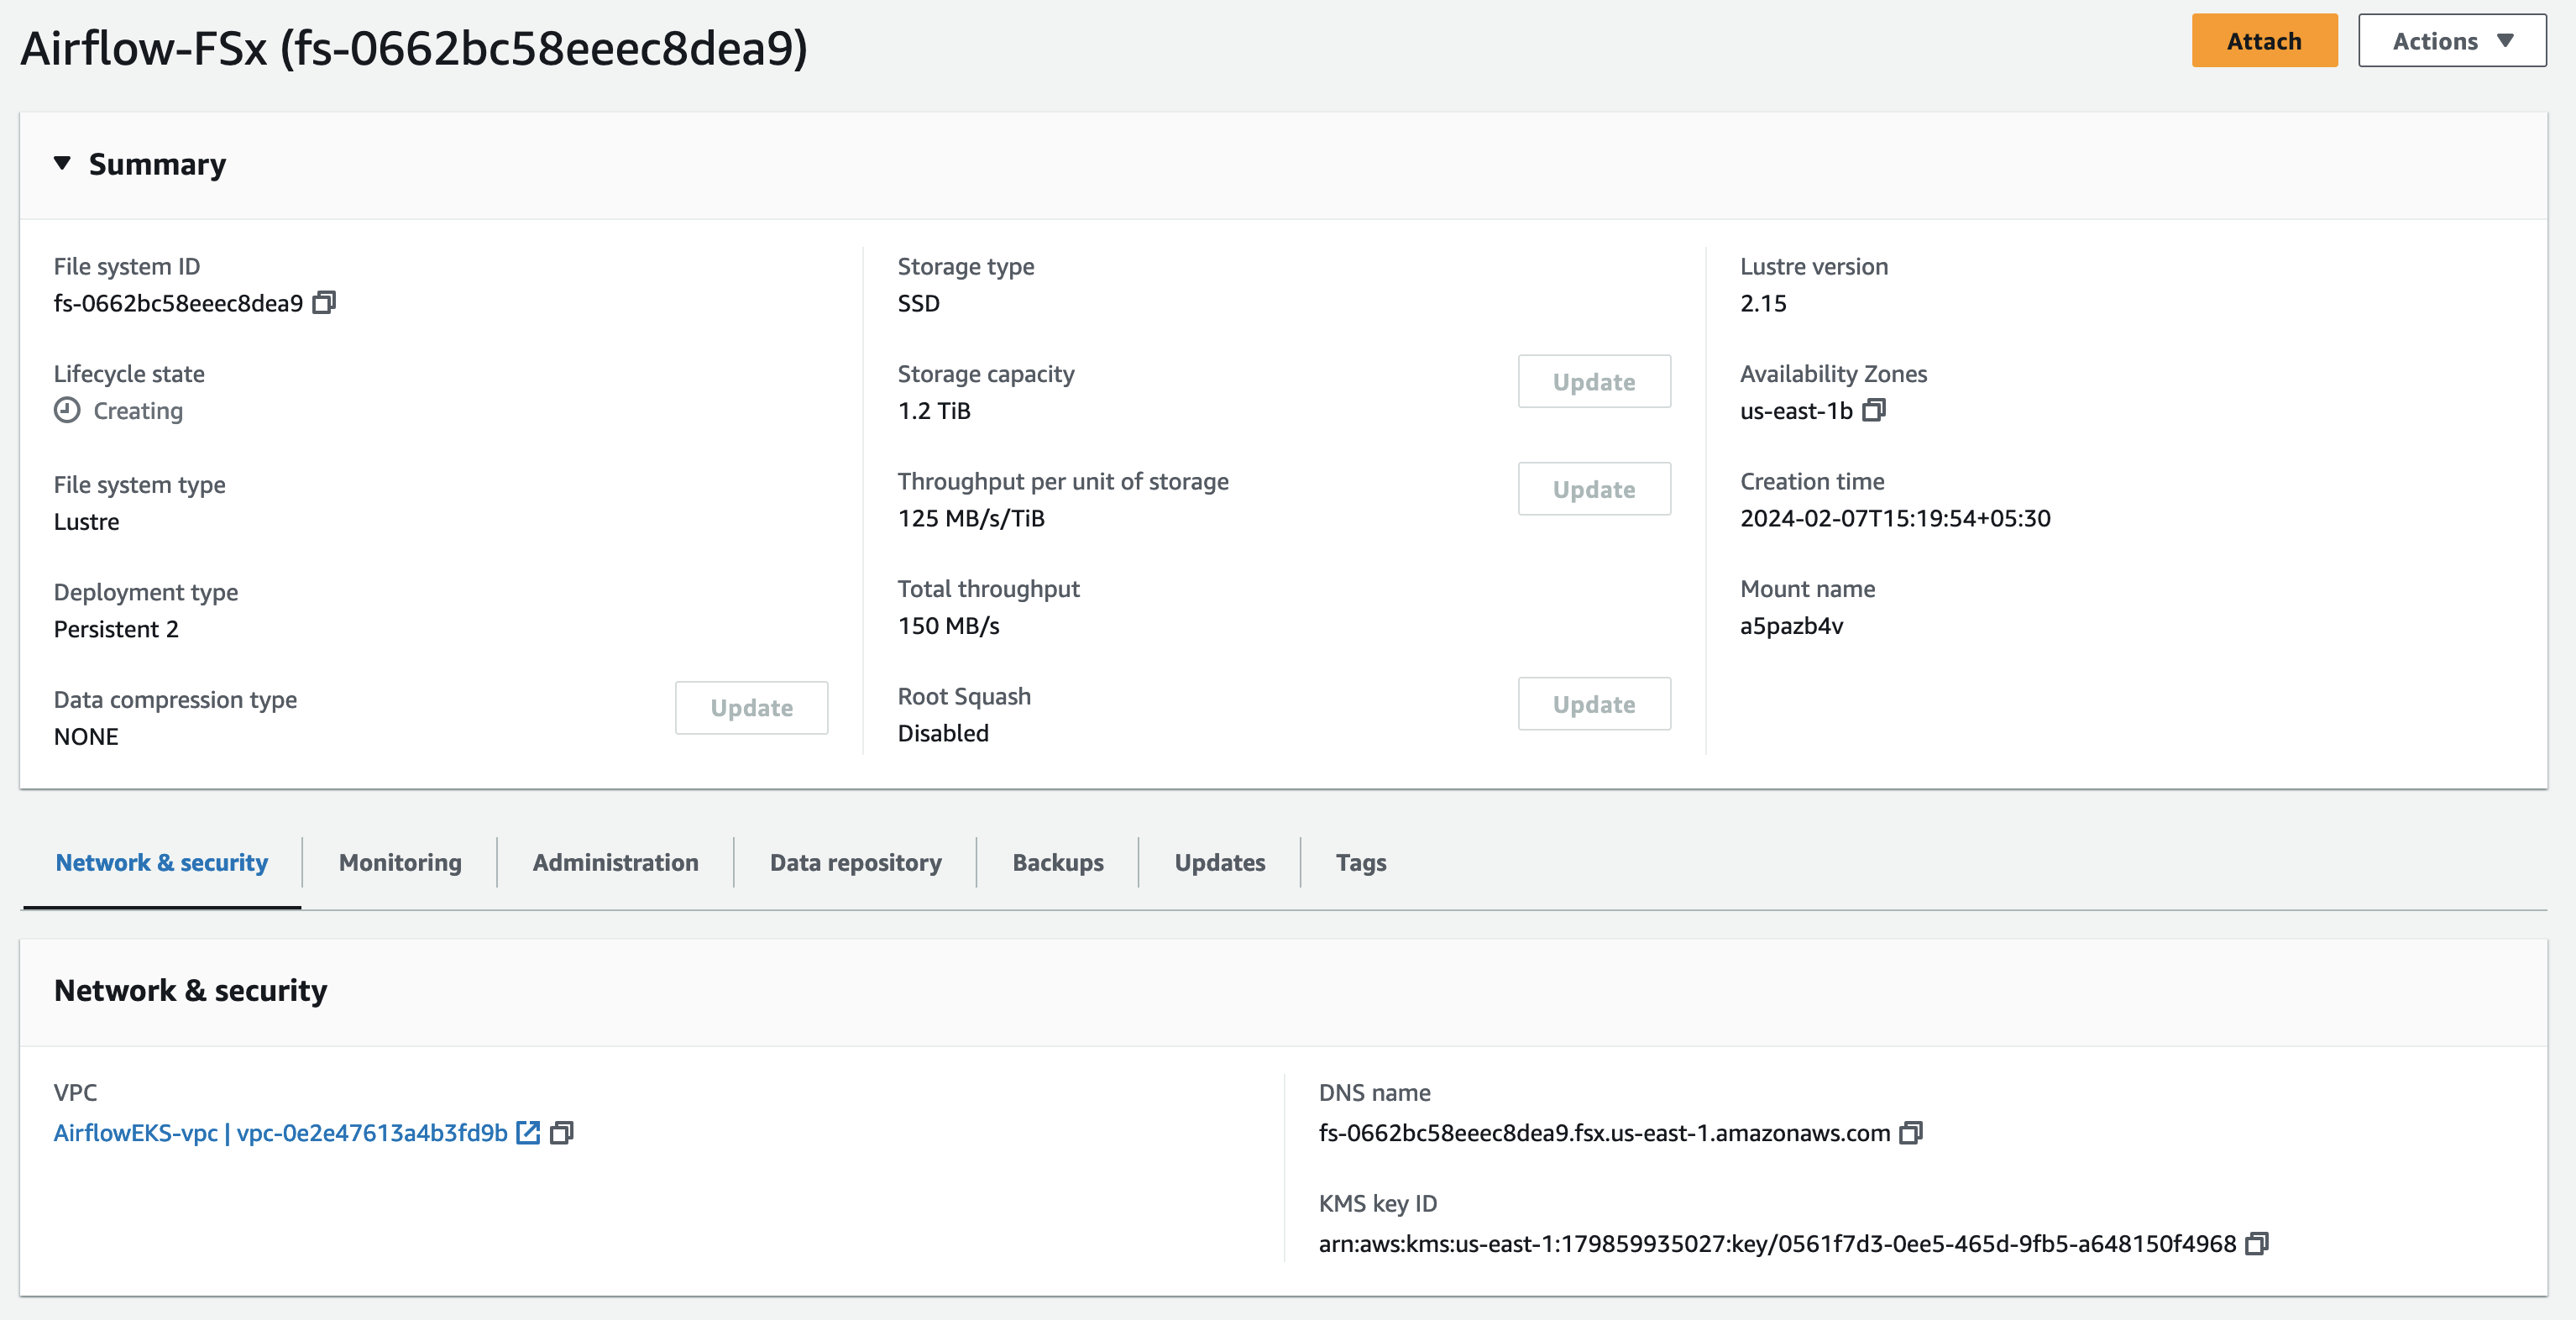 Airflow-FSx (fs-0662bc58eeec8dea9)
Attach
Actions
Summary
File system ID
fs-0662bc58eeec8dea9
Lifecycle state
Creating
File system type
Lustre
Deployment type
Persistent 2
Data compression type
Update
NONE
Storage type
SSD
Storage capacity
Update
1.2 TiB
Throughput per unit of storage
Update
125 MB/s/TiB
Total throughput
150 MB/s
Root Squash
Update
Disabled
Lustre version
2.15
Availability Zones
us-east-1b
Creation time
2024-02-07T15:19:54+05:30
Mount name
a5pazb4v
Network & security
Monitoring
Administration
Data repository
Backups
Updates
Tags
Network & security
VPC
AirflowEKS-vpc | vpc-0e2e47613a4b3fd9b
DNS name
fs-0662bc58eeec8dea9.fsx.us-east-1.amazonaws.com
KMS key ID
arn:aws:kms:us-east-1:179859935027:key/0561f7d3-0ee5-465d-9fb5-a648150f4968